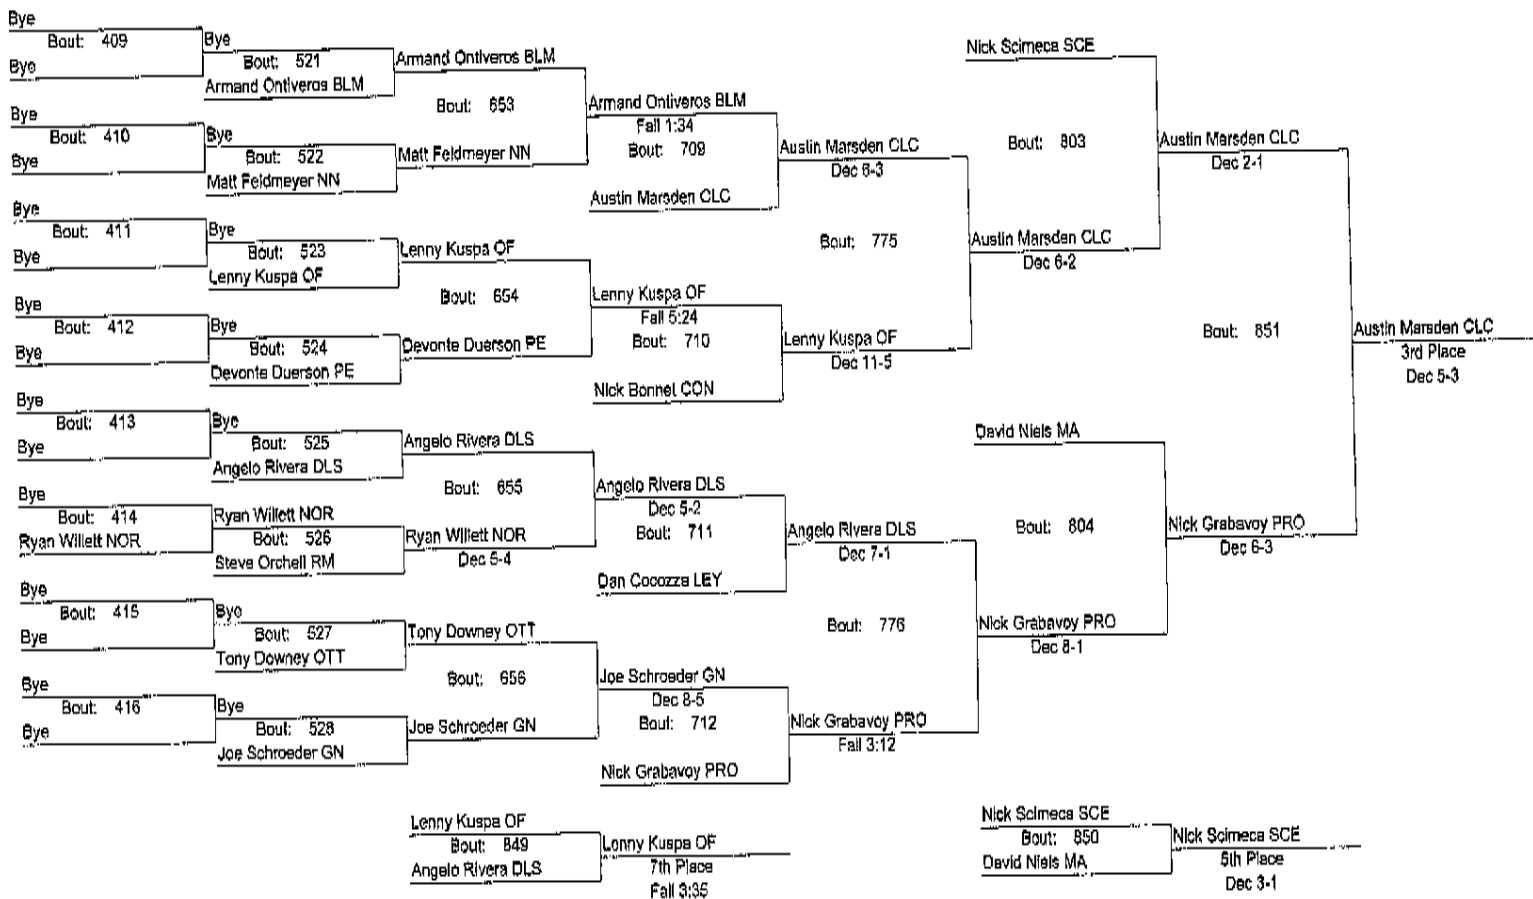 Bye
Bout: 409
Bye
Bye
Bout: 521
Armand Ontiveros BLM
Armand Ontiveros BLM
Bout: 653
Bye
Bout: 410
Bye
Bye
Bout: 522
Matt Feldmeyer NN
Matt Feldmeyer NN
Armand Ontiveros BLM
Fall 1:34
Bout: 709
Austin Marsden CLC
Austin Marsden CLC
Dec 6-3
Bout: 775
Bye
Bout: 411
Bye
Bye
Bout: 523
Lenny Kuspa OF
Lenny Kuspa OF
Bout: 654
Bye
Bout: 412
Bye
Bye
Bout: 524
Devonte Duerson PE
Devonte Duerson PE
Lenny Kuspa OF
Fall 5:24
Bout: 710
Nick Bonnet CON
Lenny Kuspa OF
Dec 11-5
Nick Scimeca SCE
Bout: 803
Austin Marsden CLC
Dec 6-2
Austin Marsden CLC
Dec 2-1
Bout: 851
Austin Marsden CLC
3rd Place
Dec 5-3
Bye
Bout: 413
Bye
Bye
Bout: 525
Angelo Rivera DLS
Angelo Rivera DLS
Bout: 655
Bye
Bout: 414
Ryan Willett NOR
Ryan Willett NOR
Bout: 526
Steve Orchell RM
Ryan Willett NOR
Dec 5-4
Angelo Rivera DLS
Dec 5-2
Bout: 711
Dan Cocozza LEY
Angelo Rivera DLS
Dec 7-1
Bout: 776
Bye
Bout: 415
Bye
Bye
Bout: 527
Tony Downey OTT
Tony Downey OTT
Bout: 656
Bye
Bout: 416
Bye
Bye
Bout: 528
Joe Schroeder GN
Joe Schroeder GN
Joe Schroeder GN
Dec 8-5
Bout: 712
Nick Grabavoy PRO
Nick Grabavoy PRO
Fall 3:12
David Niels MA
Bout: 804
Nick Grabavoy PRO
Dec 8-1
Nick Grabavoy PRO
Dec 6-3
Lenny Kuspa OF
Bout: 849
Angelo Rivera DLS
Lenny Kuspa OF
7th Place
Fall 3:35
Nick Scimeca SCE
Bout: 850
David Niels MA
Nick Scimeca SCE
5th Place
Dec 3-1